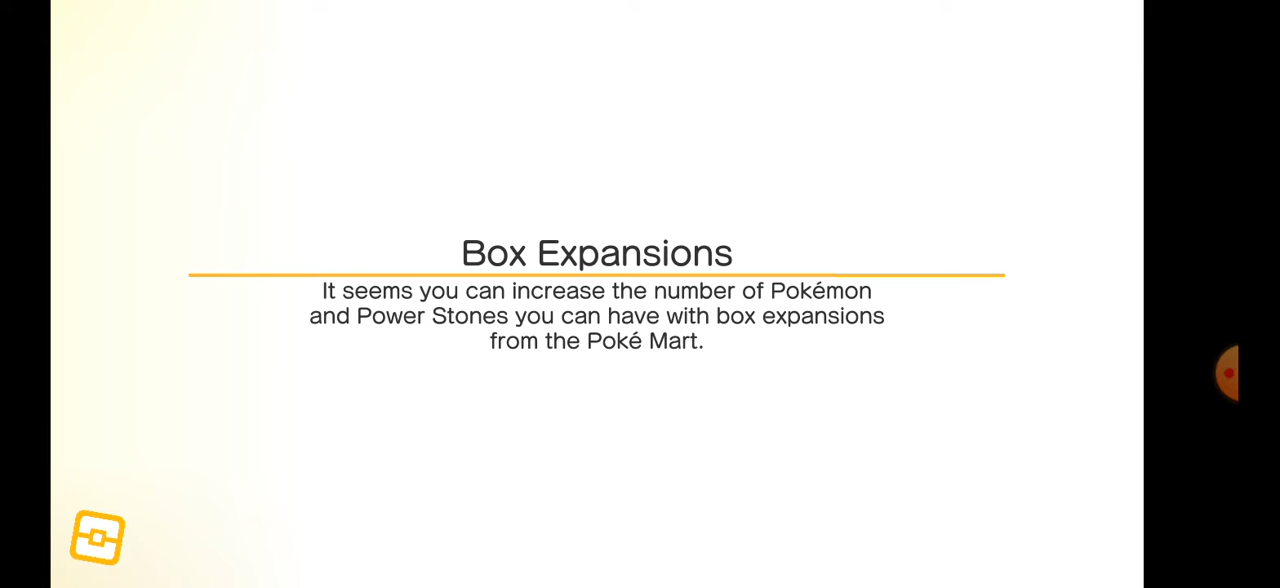 Box Expansions
It seems you can increase the number of Pokémon
and Power Stones you can have with box expansions
from the Poké Mart.